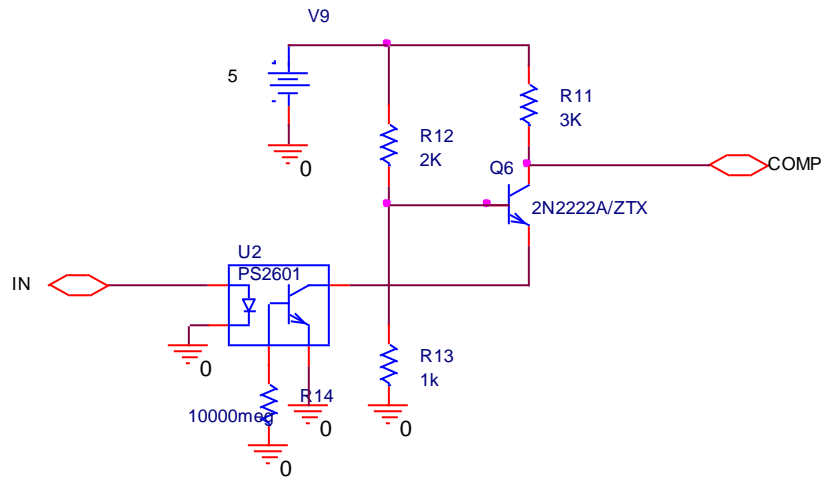 V9
5
R11
3K
R12
2K
0
Q6
COMP
2N2222A/ZTX
U2
PS2601
IN
0
R13
1k
R14
10000meg
0
0
0